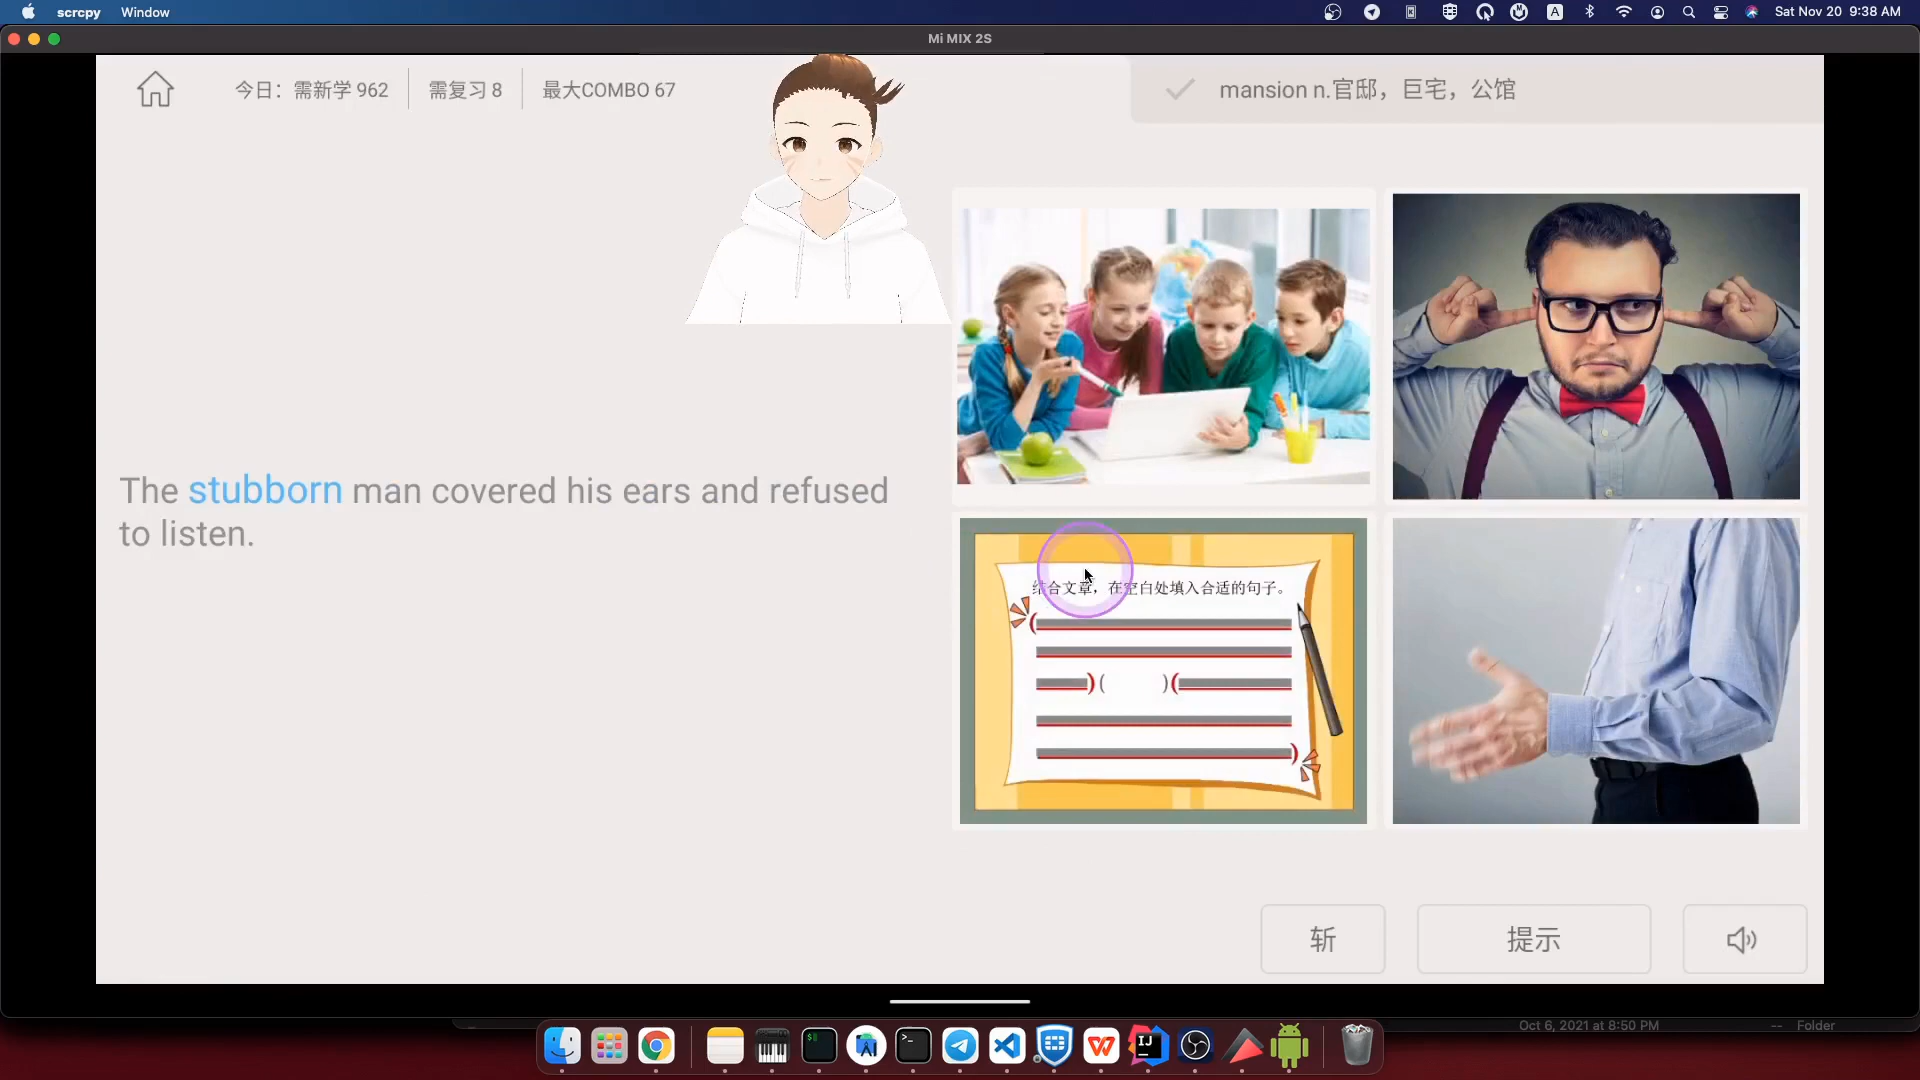 scrcpy Window
A Sat Nov 20 9:38 AM
Mi MIX 2S
今日：需新学 962 需复习 8 最大COMBO 67
mansion n.官邸，巨宅，公馆
The stubborn man covered his ears and refused
to listen.
结合文章，在空白处填入合适的句子。
斩 提示
Oct 6, 2021 at 8:50 PM -- Folder